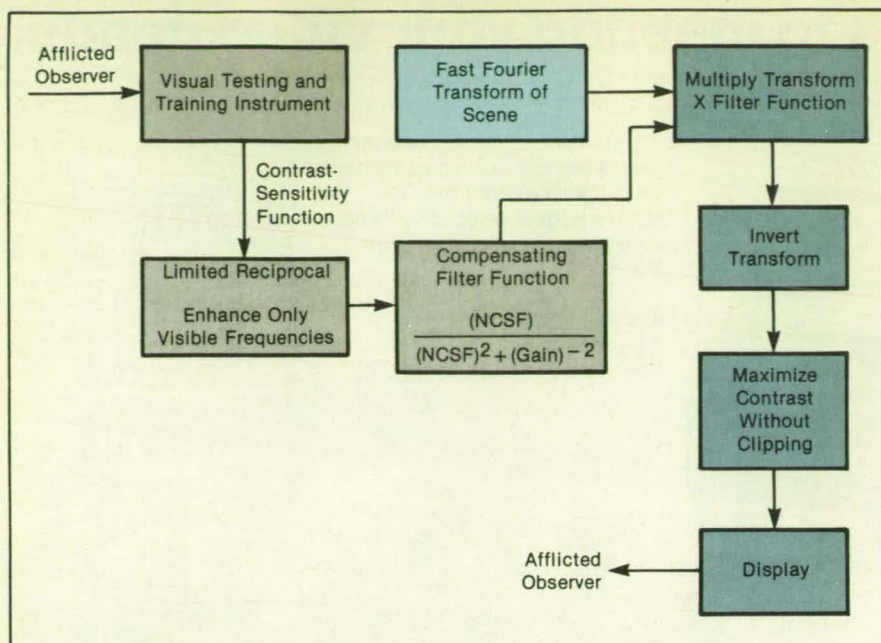 Afflicted
Observer
Visual Testing and
Training Instrument
Fast Fourier
Transform of
Scene
Multiply Transform
X Filter Function
Contrast-
Sensitivity
Function
Limited Reciprocal
Enhance Only
Visible Frequencies
Compensating
Filter Function
(NCSF)
(NCSF)² + (Gain)⁻²
Invert
Transform
Maximize
Contrast
Without
Clipping
Afflicted
Observer
Display